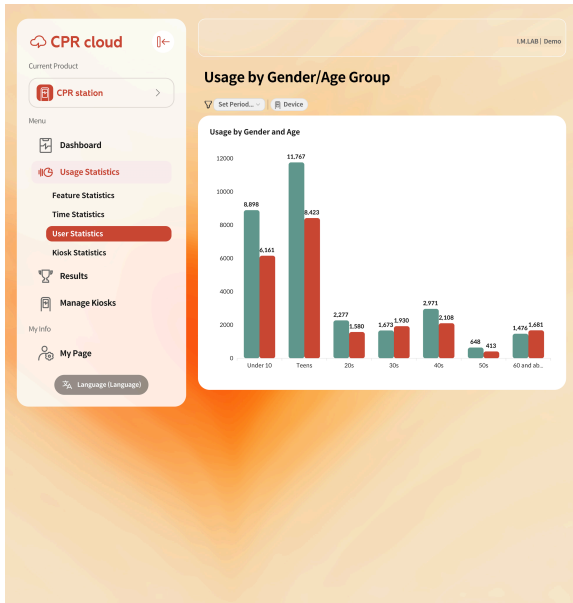 CPR cloud
Current Product
CPR station
Menu
Dashboard
Usage Statistics
Feature Statistics
Time Statistics
User Statistics
Kiosk Statistics
Results
Manage Kiosks
My Info
My Page
Language (Language)
I.M.LAB | Demo
Usage by Gender/Age Group
Set Period...
Device
Usage by Gender and Age
12000
10000
8000
6000
4000
2000
0
8,898
6,161
11,767
8,423
2,277
1,580
1,673
1,930
2,971
2,108
648
413
1,476
1,681
Under 10
Teens
20s
30s
40s
50s
60 and ab...